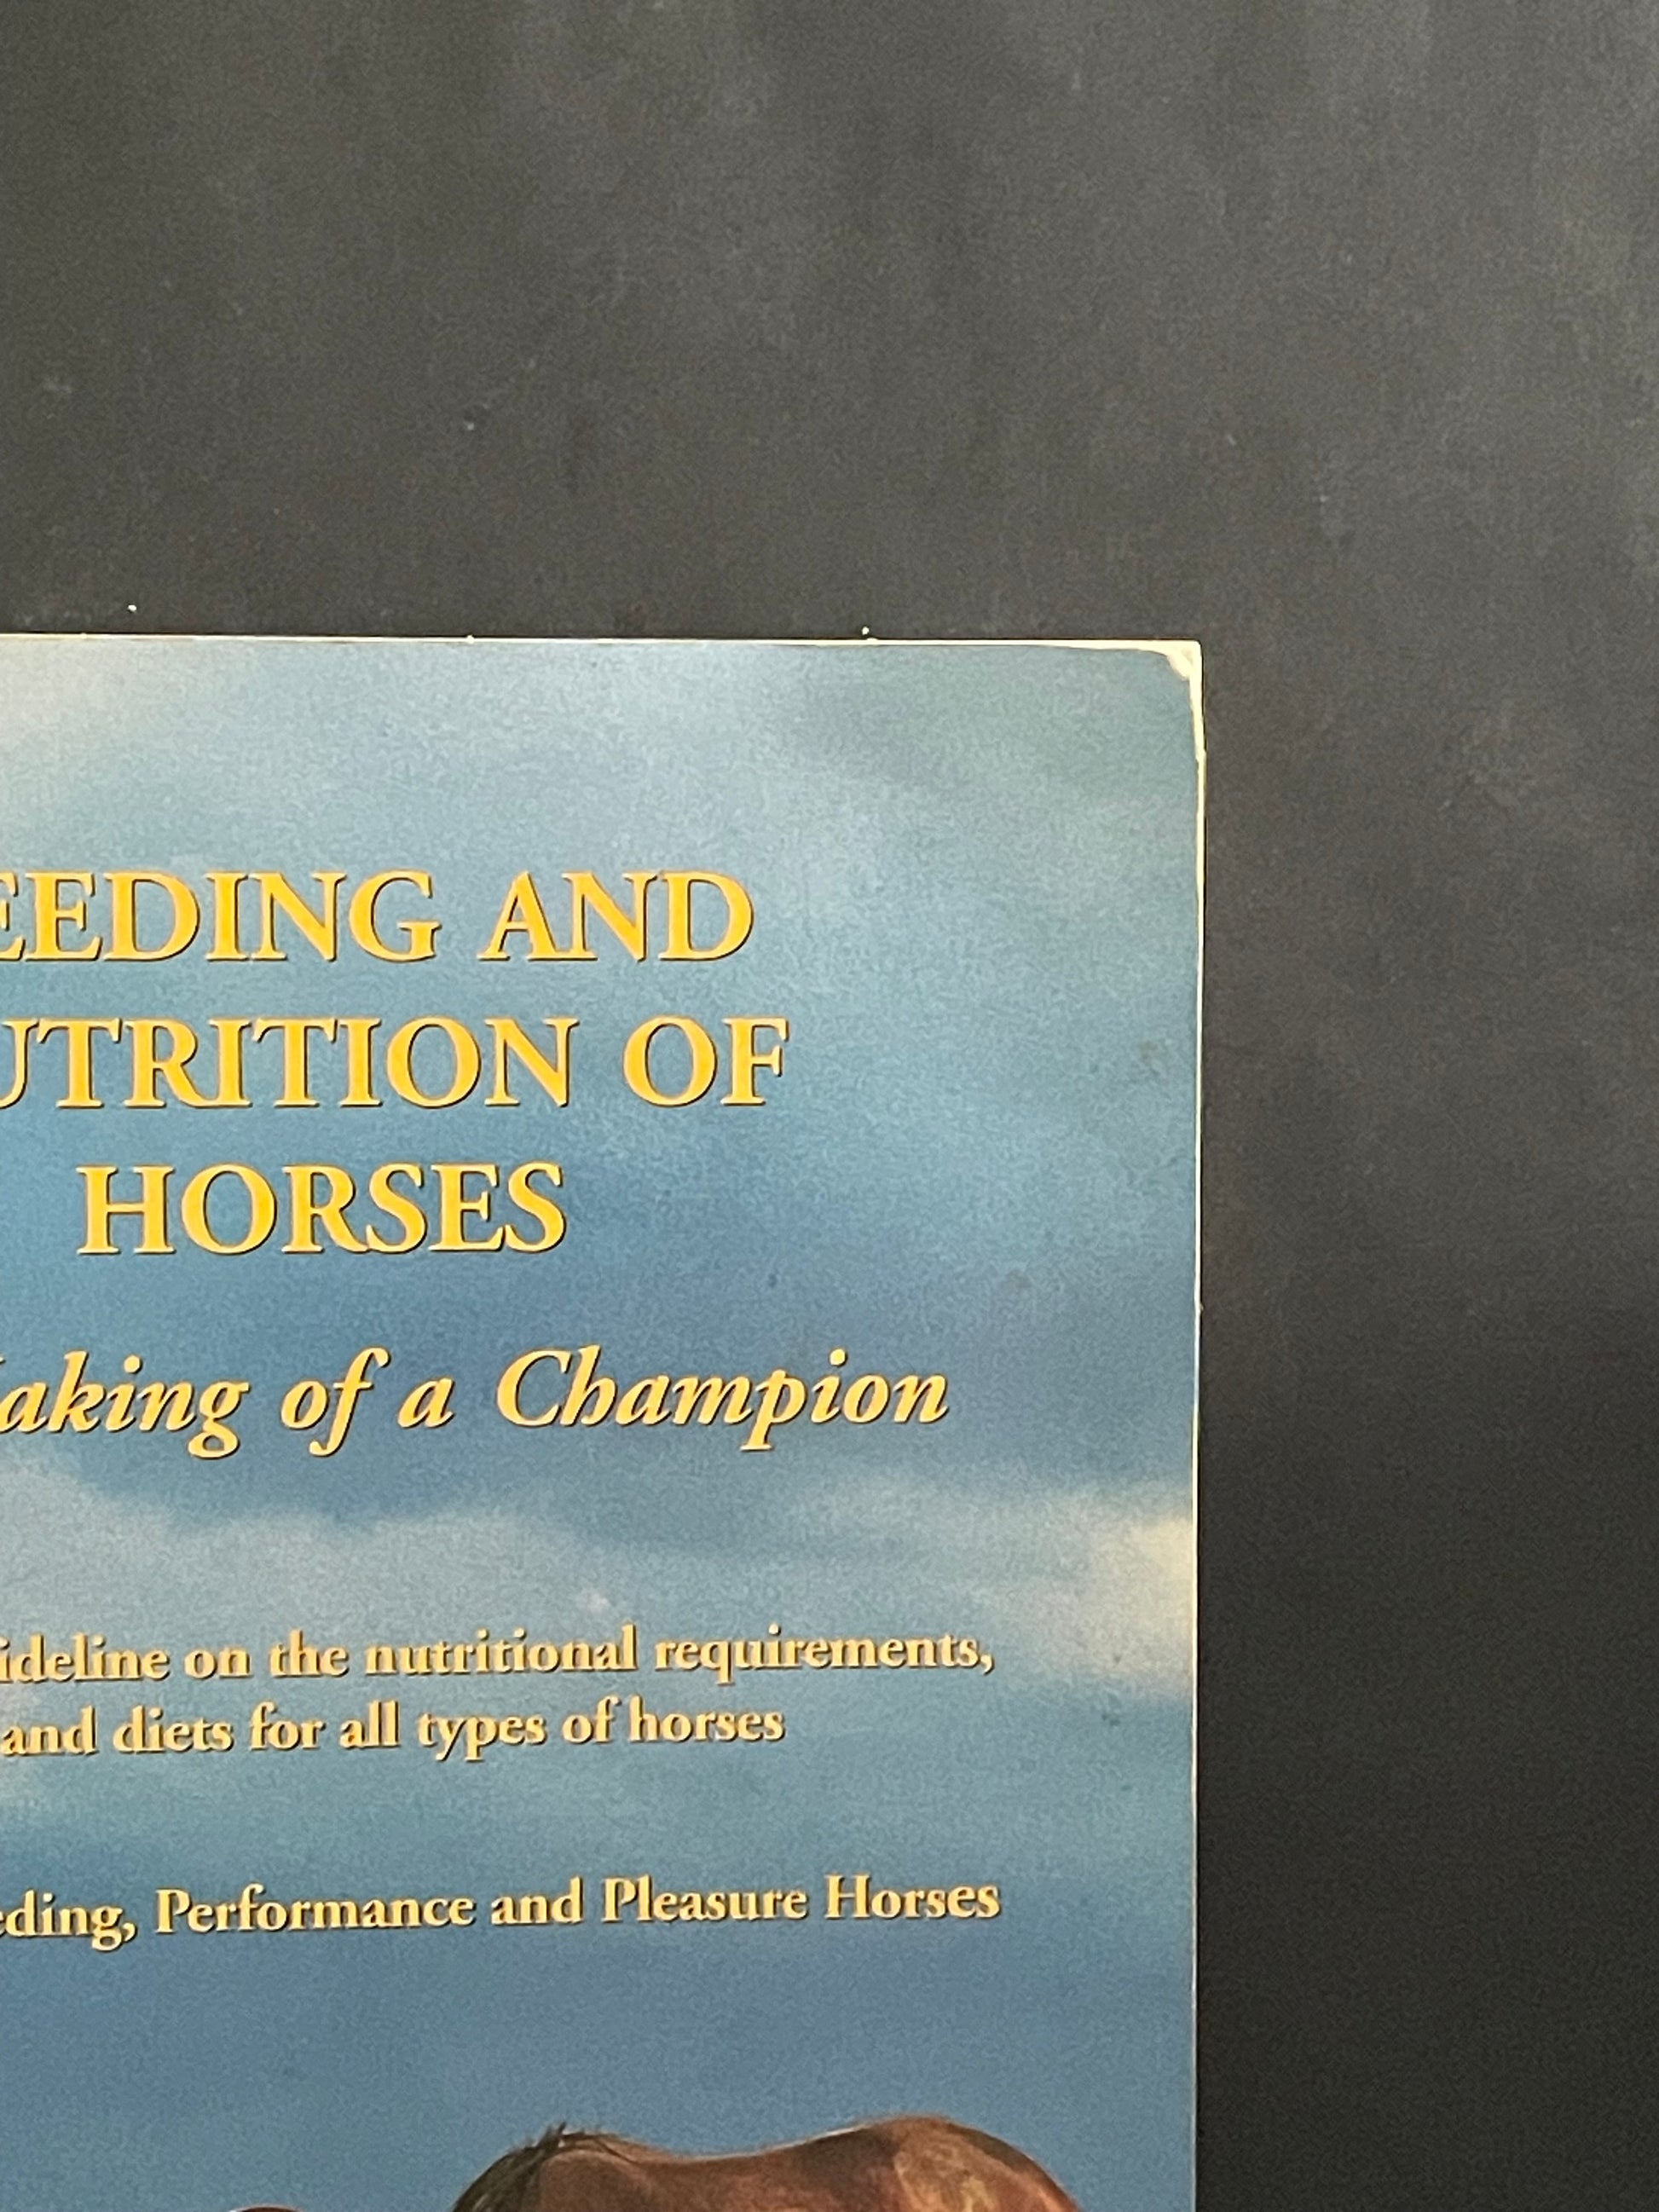 EEDING AND
UTRITION OF
HORSES
aking of a Champion
ideline on the nutritional requirements,
and diets for all types of horses
eding, Performance and Pleasure Horses